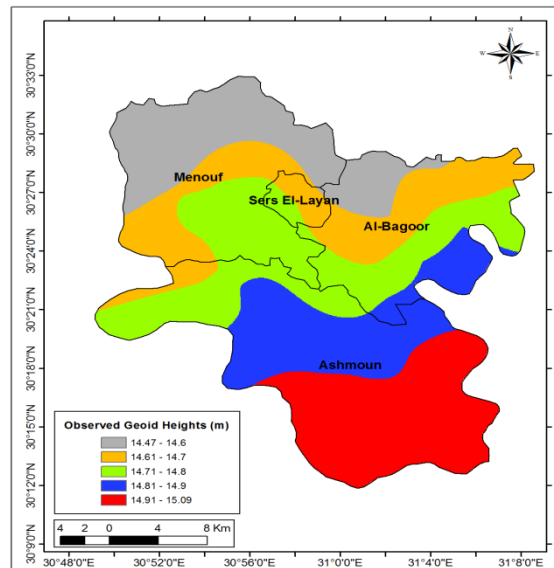 N
W E
S
30°33'0"N
30°30'0"N
30°27'0"N
30°24'0"N
30°21'0"N
30°18'0"N
30°15'0"N
30°12'0"N
30°9'0"N
Menouf
Sers El-Layan
Al-Bagoor
Ashmoun
Observed Geoid Heights (m)
14.47 - 14.6
14.61 - 14.7
14.71 - 14.8
14.81 - 14.9
14.91 - 15.09
4 2 0 4 8 Km
30°48'0"E 30°52'0"E 30°56'0"E 31°0'0"E 31°4'0"E 31°8'0"E